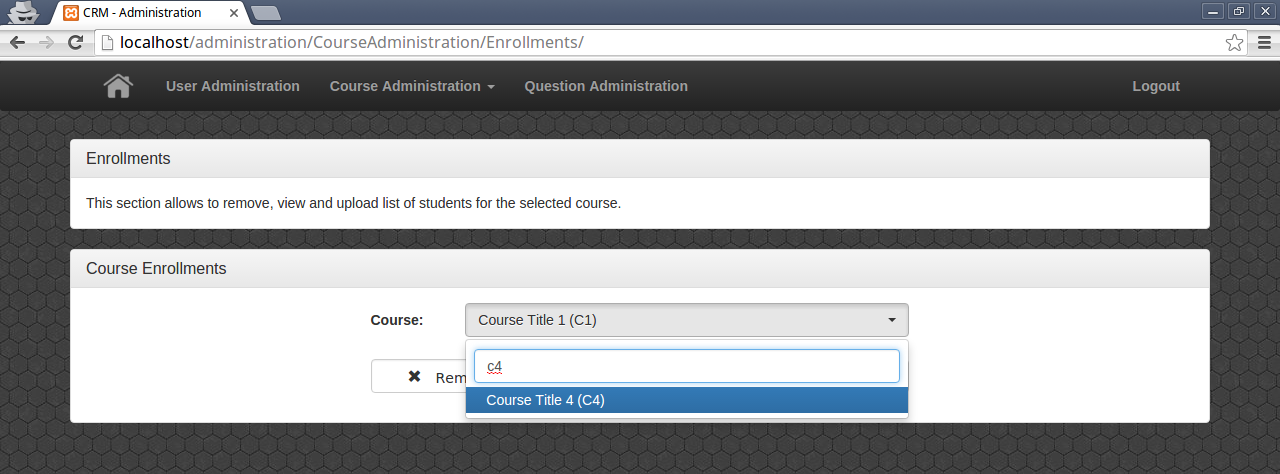 CRM - Administration
localhost/administration/CourseAdministration/Enrollments/
User Administration Course Administration Question Administration Logout
Enrollments
This section allows to remove, view and upload list of students for the selected course.
Course Enrollments
Course: Course Title 1 (C1)
c4
Rem
Course Title 4 (C4)